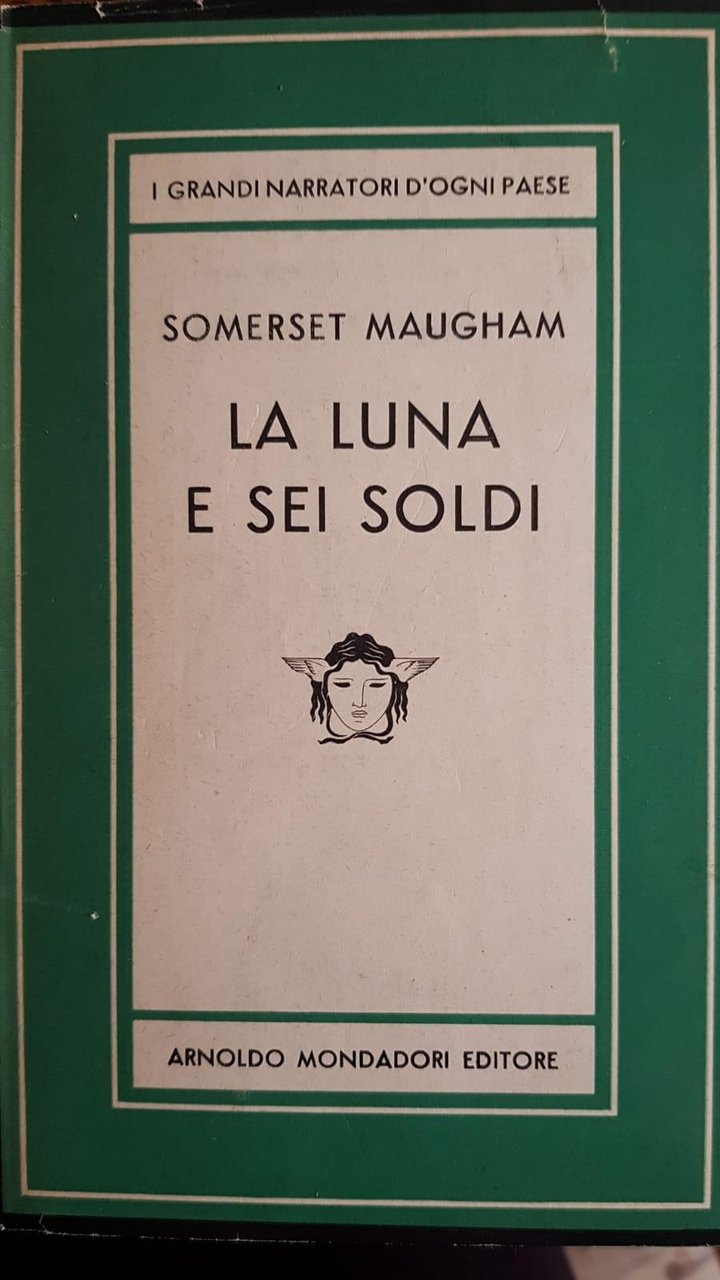 I GRANDI NARRATORI D'OGNI PAESE
SOMERSET MAUGHAM
LA LUNA
E SEI SOLDI
ARNOLDO MONDADORI EDITORE